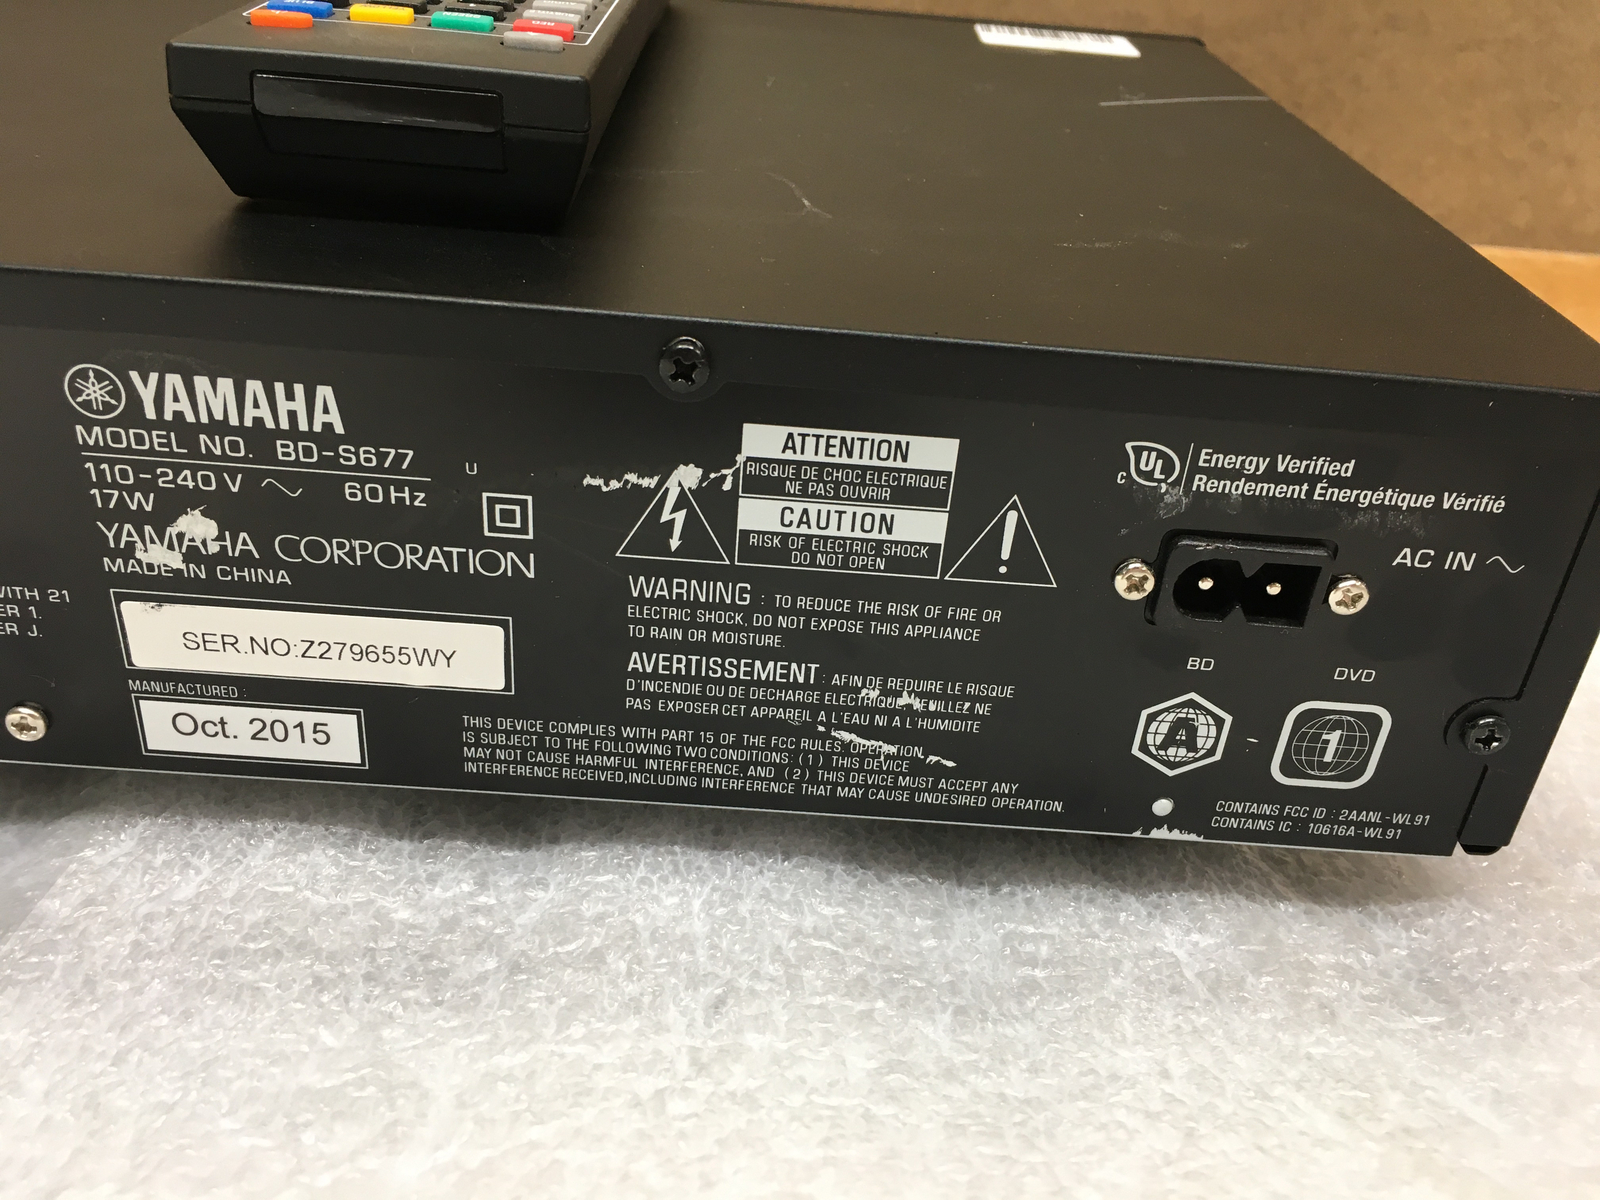 BLUE
GREEN
RED
YAMAHA
MODEL NO. BD-S677
110-240V ~ 60Hz
17W
U
YAMAHA CORPORATION
MADE IN CHINA
WITH 21
ER 1.
ER J.
SER.NO:Z279655WY
MANUFACTURED :
Oct. 2015
ATTENTION
RISQUE DE CHOC ELECTRIQUE
NE PAS OUVRIR
CAUTION
RISK OF ELECTRIC SHOCK
DO NOT OPEN
WARNING : TO REDUCE THE RISK OF FIRE OR
ELECTRIC SHOCK, DO NOT EXPOSE THIS APPLIANCE
TO RAIN OR MOISTURE.
AVERTISSEMENT : AFIN DE REDUIRE LE RISQUE
D'INCENDIE OU DE DECHARGE ELECTRIQUE, VEUILLEZ NE
PAS EXPOSER CET APPAREIL A L'EAU NI A L'HUMIDITE
THIS DEVICE COMPLIES WITH PART 15 OF THE FCC RULES. OPERATION
IS SUBJECT TO THE FOLLOWING TWO CONDITIONS: (1) THIS DEVICE
MAY NOT CAUSE HARMFUL INTERFERENCE, AND (2) THIS DEVICE MUST ACCEPT ANY
INTERFERENCE RECEIVED,INCLUDING INTERFERENCE THAT MAY CAUSE UNDESIRED OPERATION.
C UL
Energy Verified
Rendement Énergétique Vérifié
AC IN ~
BD
DVD
A
1
CONTAINS FCC ID : 2AANL-WL91
CONTAINS IC : 10616A-WL91